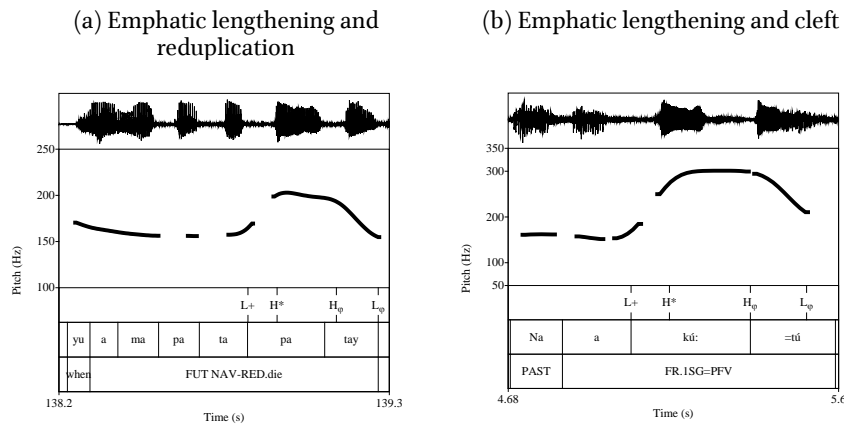 (a) Emphatic lengthening and
reduplication
250
200
150
100
Pitch (Hz)
L+ H* Hφ Lφ
yu a ma pa ta pa tay
when FUT NAV-RED.die
138.2 139.3
Time (s)
(b) Emphatic lengthening and cleft
350
300
200
100
50
Pitch (Hz)
L+ H* Hφ Lφ
Na a kú: =tú
PAST FR.1SG=PFV
4.68 5.6
Time (s)